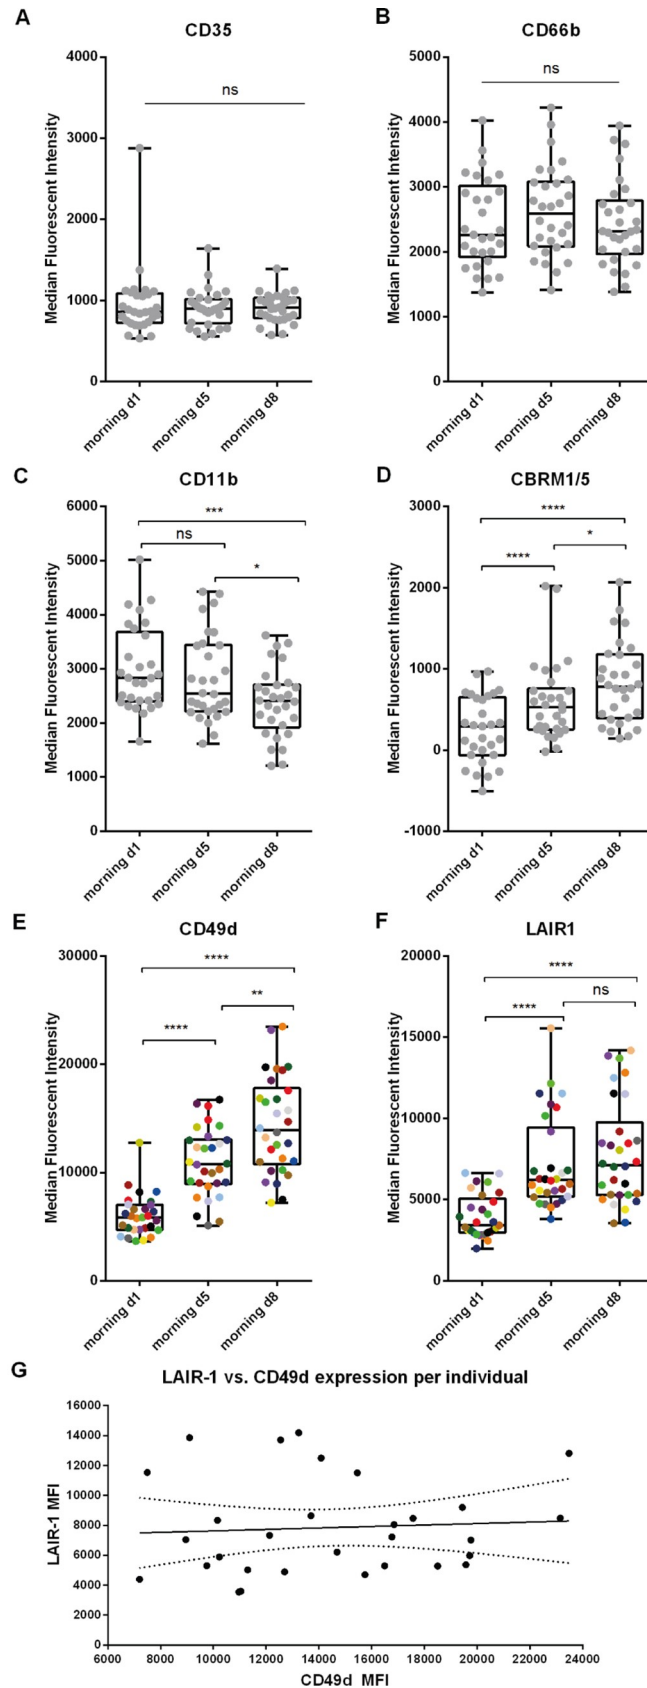 A
CD35
4000
3000
2000
1000
0
Median Fluorescent Intensity
ns
morning d1
morning d5
morning d8
B
CD66b
5000
4000
3000
2000
1000
0
Median Fluorescent Intensity
ns
morning d1
morning d5
morning d8
C
CD11b
6000
5000
4000
3000
2000
1000
0
Median Fluorescent Intensity
***
ns
*
morning d1
morning d5
morning d8
D
CBRM1/5
3000
2000
1000
0
-1000
Median Fluorescent Intensity
****
*
****
morning d1
morning d5
morning d8
E
CD49d
30000
20000
10000
0
Median Fluorescent Intensity
****
**
****
morning d1
morning d5
morning d8
F
LAIR1
20000
15000
10000
5000
0
Median Fluorescent Intensity
****
ns
****
morning d1
morning d5
morning d8
G
LAIR-1 vs. CD49d expression per individual
16000
14000
12000
10000
8000
6000
4000
2000
0
LAIR-1 MFI
6000 8000 10000 12000 14000 16000 18000 20000 22000 24000
CD49d MFI